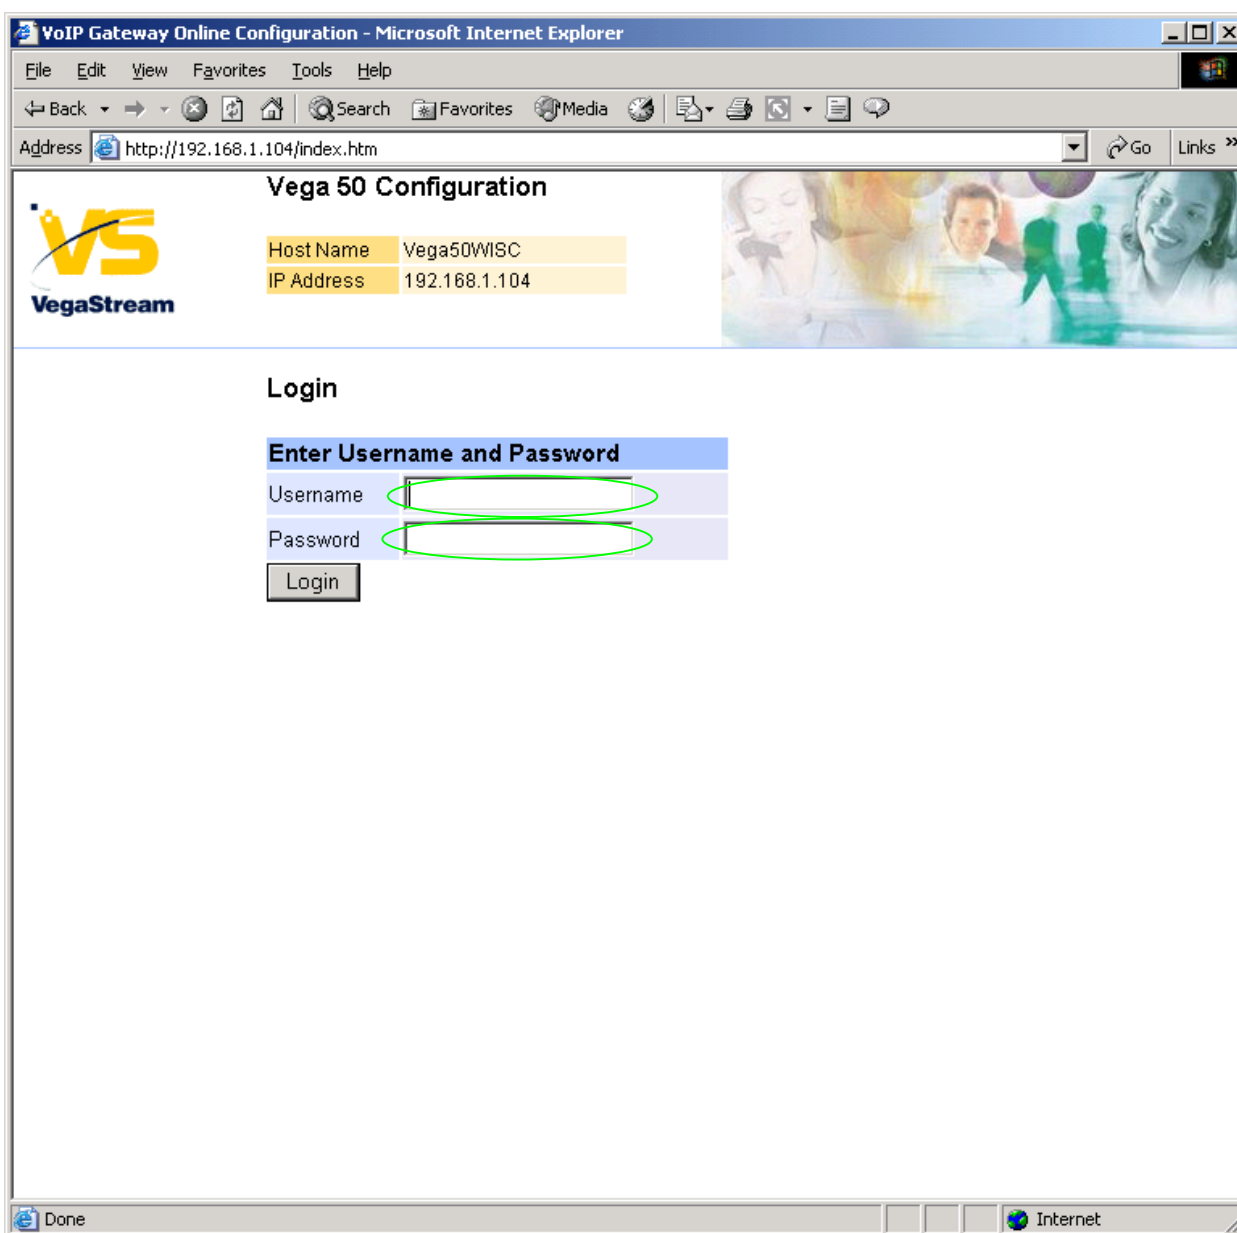 VoIP Gateway Online Configuration - Microsoft Internet Explorer
File Edit View Favorites Tools Help
Back Search Favorites Media
Address http://192.168.1.104/index.htm Go Links »
VS
VegaStream
Vega 50 Configuration
Host Name Vega50WISC
IP Address 192.168.1.104
Login
Enter Username and Password
Username
Password
Login
Done Internet